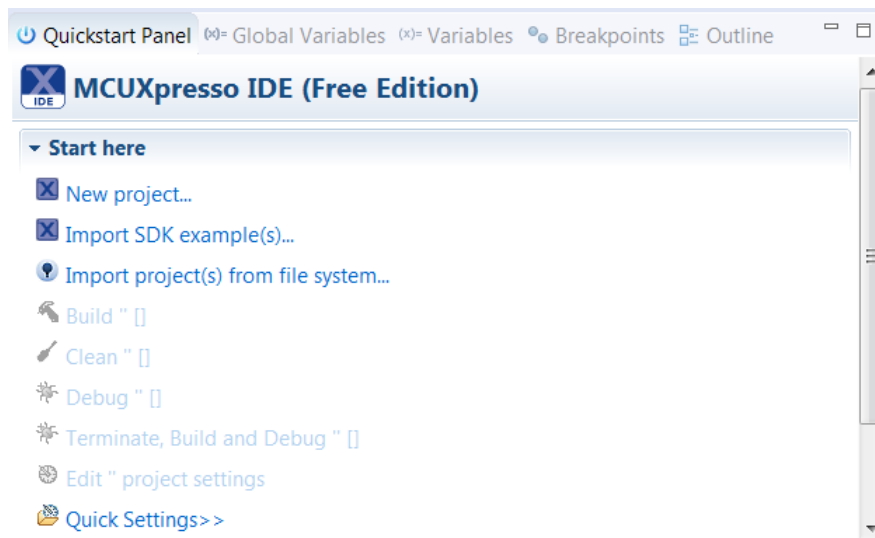 Quickstart Panel (x)= Global Variables (x)= Variables Breakpoints Outline
IDE MCUXpresso IDE (Free Edition)
Start here
New project...
Import SDK example(s)...
Import project(s) from file system...
Build '' []
Clean '' []
Debug '' []
Terminate, Build and Debug '' []
Edit '' project settings
Quick Settings>>